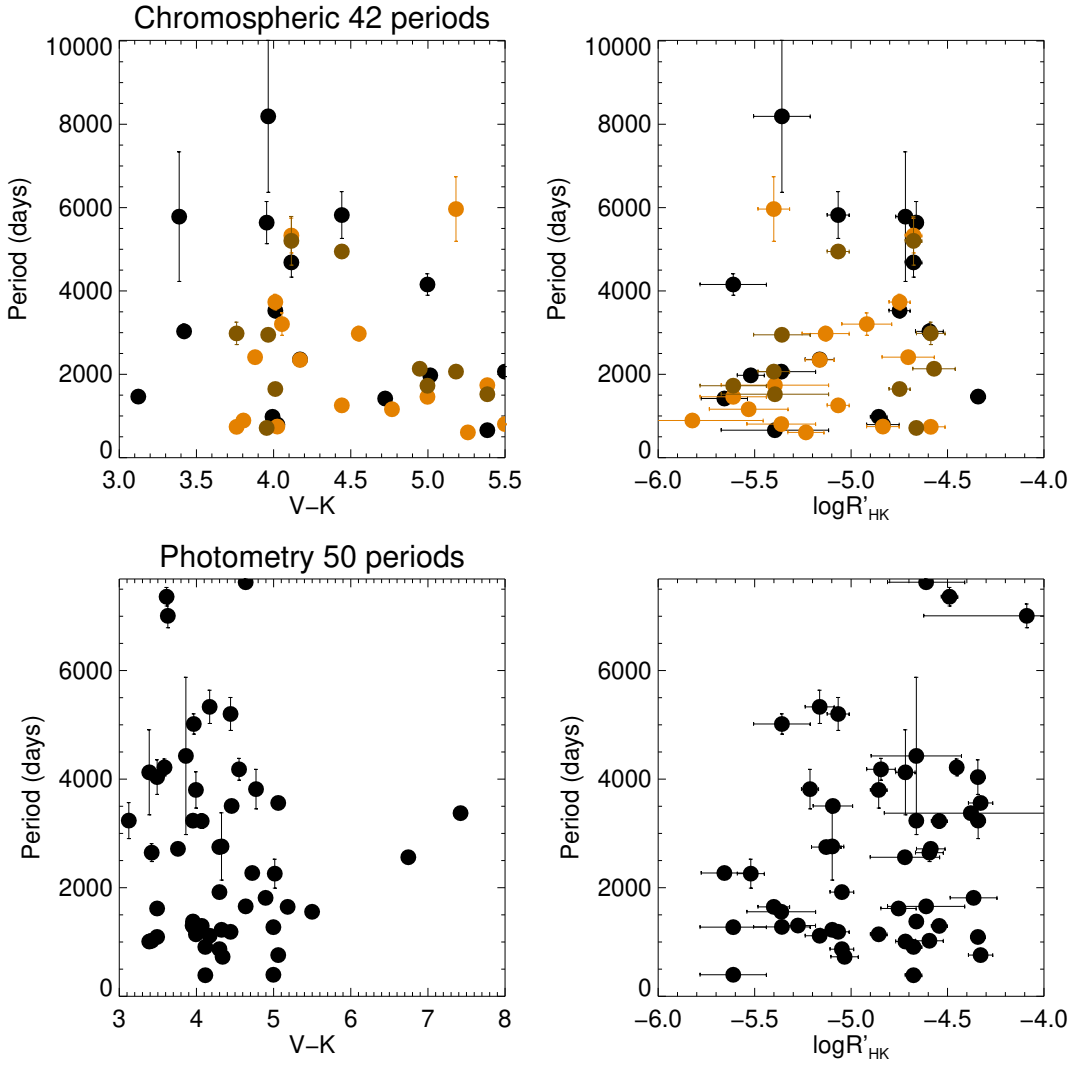 Chromospheric 42 periods
10000
8000
6000
4000
2000
0
Period (days)
3.0 3.5 4.0 4.5 5.0 5.5
V−K
10000
8000
6000
4000
2000
0
Period (days)
−6.0 −5.5 −5.0 −4.5 −4.0
logR'HK
Photometry 50 periods
6000
4000
2000
0
Period (days)
3 4 5 6 7 8
V−K
6000
4000
2000
0
Period (days)
−6.0 −5.5 −5.0 −4.5 −4.0
logR'HK